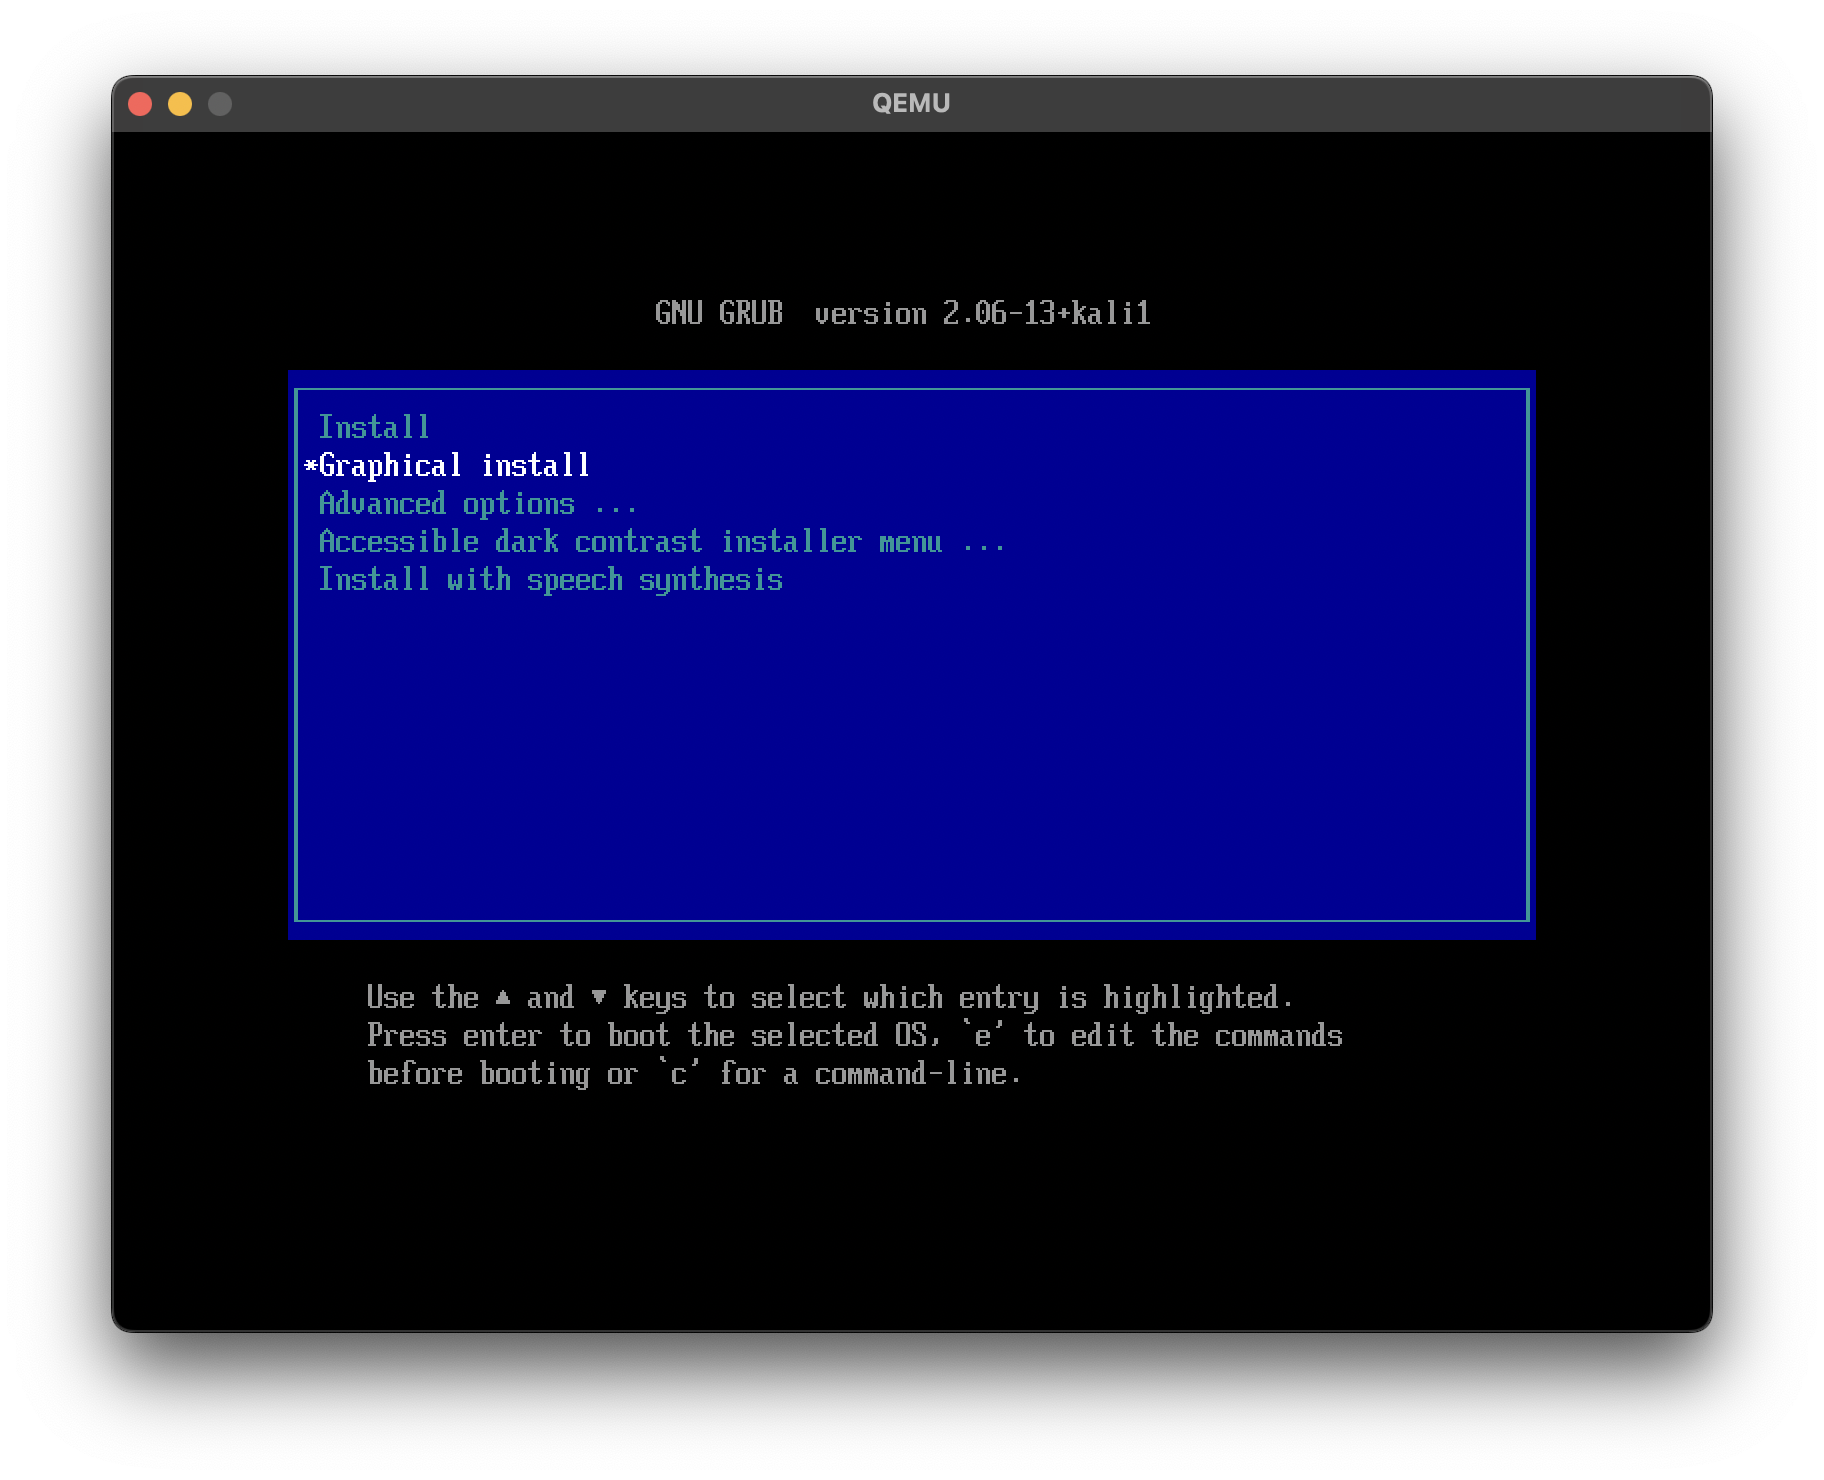 QEMU
GNU GRUB  version 2.06-13+kali1
Install
*Graphical install
Advanced options ...
Accessible dark contrast installer menu ...
Install with speech synthesis
Use the ▲ and ▼ keys to select which entry is highlighted.
Press enter to boot the selected OS, `e' to edit the commands
before booting or `c' for a command-line.